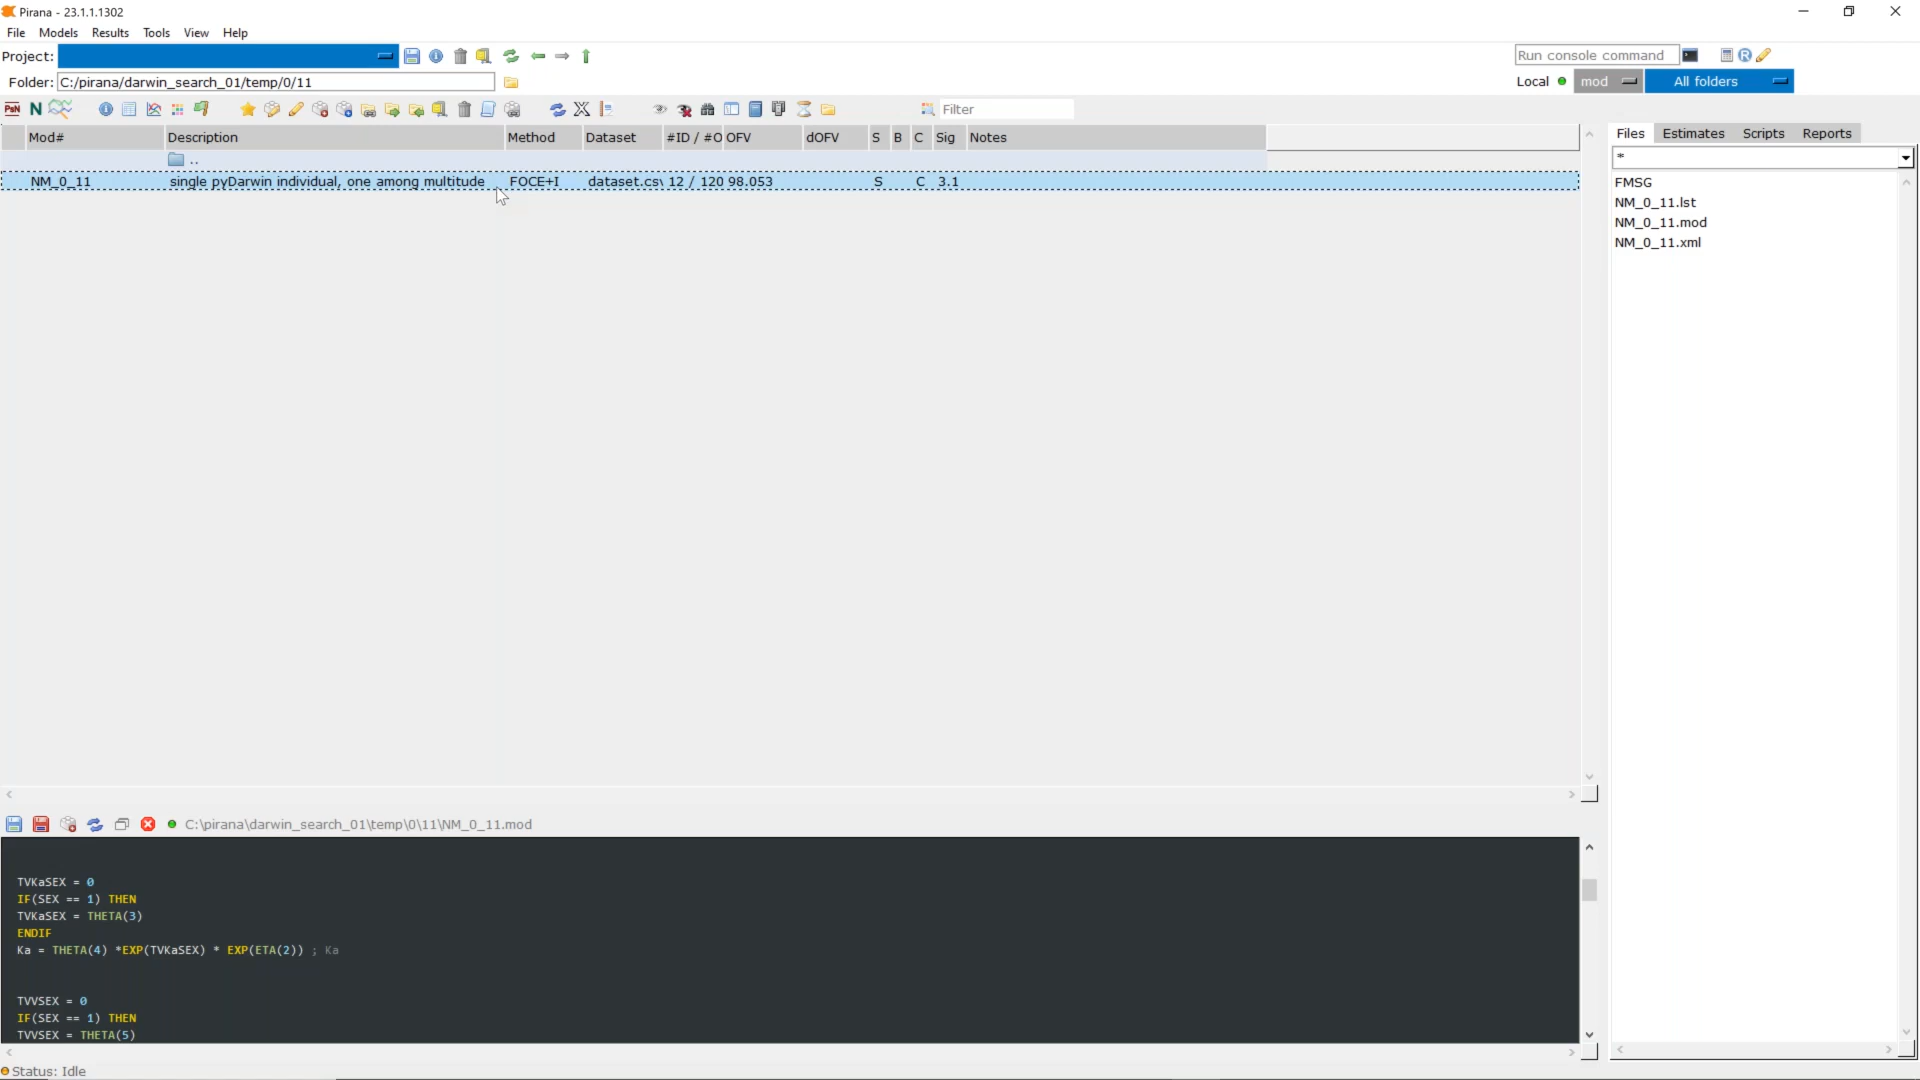 Pirana - 23.1.1.1302
File Models Results Tools View Help
Project:
Run console command
Folder: C:/pirana/darwin_search_01/temp/0/11
Local mod All folders
PsN N Filter
Mod# Description Method Dataset #ID / #O OFV dOFV S B C Sig Notes
..
NM_0_11 single pyDarwin individual, one among multitude FOCE+I dataset.cs 12 / 120 98.053 S C 3.1
Files Estimates Scripts Reports
*
FMSG
NM_0_11.lst
NM_0_11.mod
NM_0_11.xml
C:\pirana\darwin_search_01\temp\0\11\NM_0_11.mod
TVKaSEX = 0
IF(SEX == 1) THEN
TVKaSEX = THETA(3)
ENDIF
Ka = THETA(4) *EXP(TVKaSEX) * EXP(ETA(2)) ; Ka
TVVSEX = 0
IF(SEX == 1) THEN
TVVSEX = THETA(5)
Status: Idle